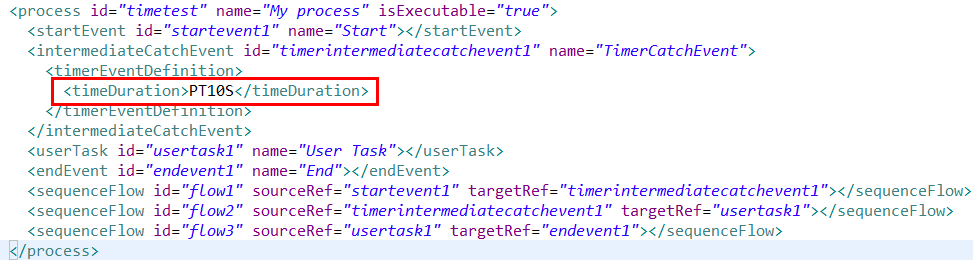 <process id="timetest" name="My process" isExecutable="true">
<startEvent id="startevent1" name="Start"></startEvent>
<intermediateCatchEvent id="timerintermediatecatchevent1" name="TimerCatchEvent">
<timerEventDefinition>
<timeDuration>PT10S</timeDuration>
</timerEventDefinition>
</intermediateCatchEvent>
<userTask id="usertask1" name="User Task"></userTask>
<endEvent id="endevent1" name="End"></endEvent>
<sequenceFlow id="flow1" sourceRef="startevent1" targetRef="timerintermediatecatchevent1"></sequenceFlow>
<sequenceFlow id="flow2" sourceRef="timerintermediatecatchevent1" targetRef="usertask1"></sequenceFlow>
<sequenceFlow id="flow3" sourceRef="usertask1" targetRef="endevent1"></sequenceFlow>
</process>